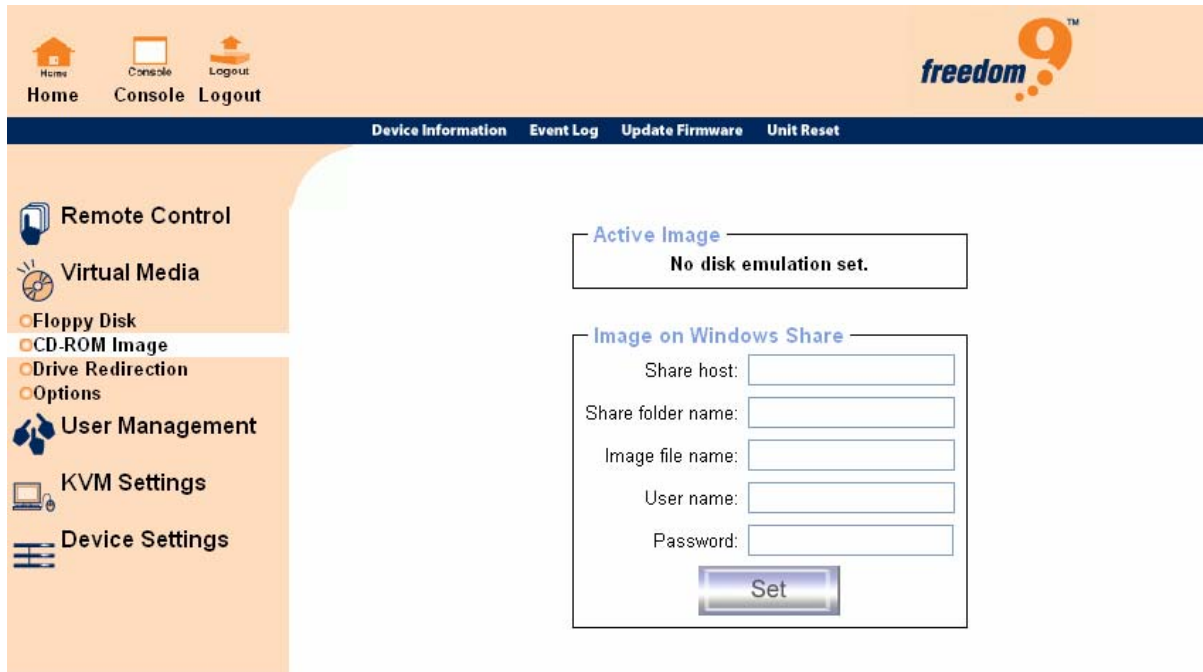 freedom 9 TM
Home Console Logout
Home Console Logout
Device Information Event Log Update Firmware Unit Reset
Remote Control
Virtual Media
Floppy Disk
CD-ROM Image
Drive Redirection
Options
User Management
KVM Settings
Device Settings
Active Image
No disk emulation set.
Image on Windows Share
Share host:
Share folder name:
Image file name:
User name:
Password:
Set